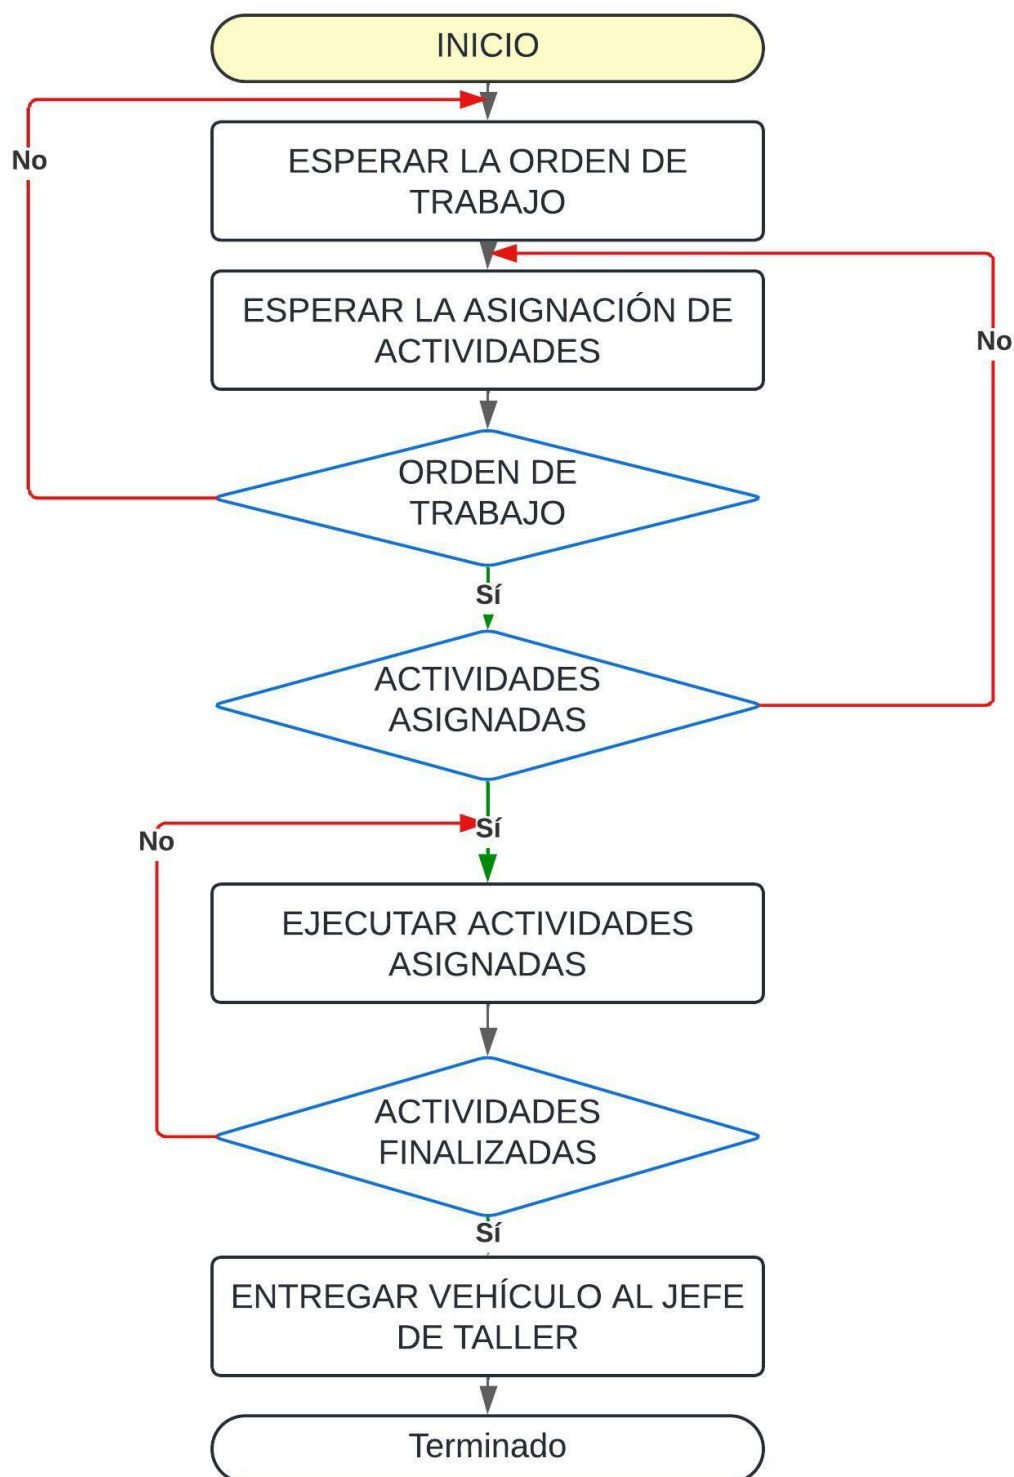 INICIO
No
ESPERAR LA ORDEN DE
TRABAJO
ESPERAR LA ASIGNACIÓN DE
ACTIVIDADES
No
ORDEN DE
TRABAJO
Sí
ACTIVIDADES
ASIGNADAS
Sí
No
EJECUTAR ACTIVIDADES
ASIGNADAS
ACTIVIDADES
FINALIZADAS
Sí
ENTREGAR VEHÍCULO AL JEFE
DE TALLER
Terminado